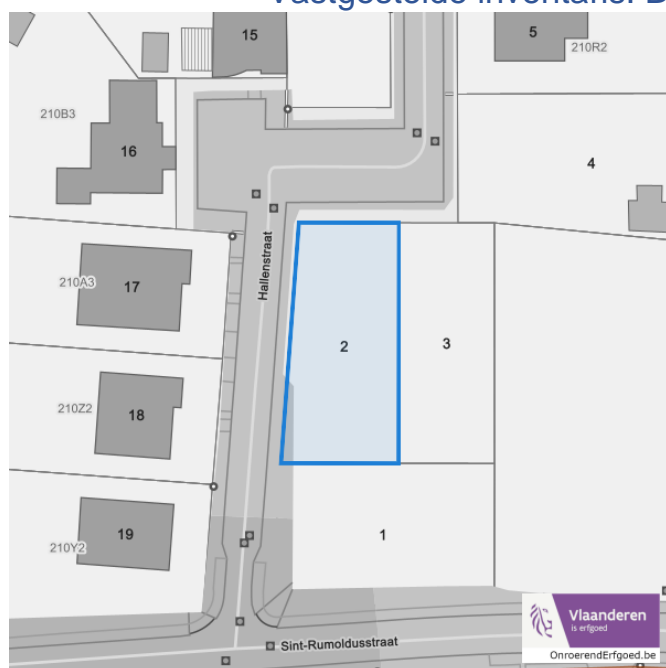 Vastgestelde inventaris:
15
5
210R2
210B3
16
4
Hallenstraat
210A3
17
2
3
210Z2
18
19
210Y2
1
Sint-Rumoldusstraat
Vlaanderen
is erfgoed
OnroerendErfgoed.be